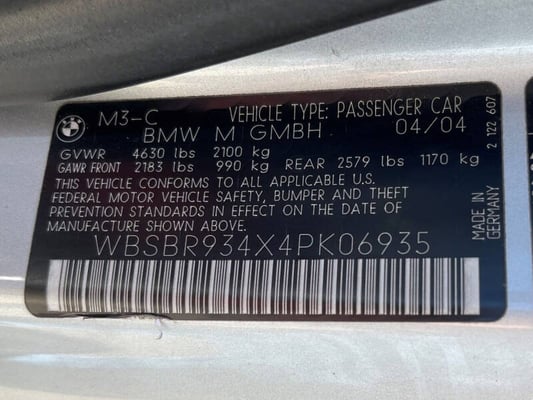 M3-C VEHICLE TYPE: PASSENGER CAR
BMW M GMBH 04/04
GVWR 4630 lbs 2100 kg
GAWR FRONT 2183 lbs 990 kg REAR 2579 lbs 1170 kg
THIS VEHICLE CONFORMS TO ALL APPLICABLE U.S.
FEDERAL MOTOR VEHICLE SAFETY, BUMPER AND THEFT
PREVENTION STANDARDS IN EFFECT ON THE DATE OF
MANUFACTURE SHOWN ABOVE.
WBSBR934X4PK06935
MADE IN
GERMANY
2 122 607